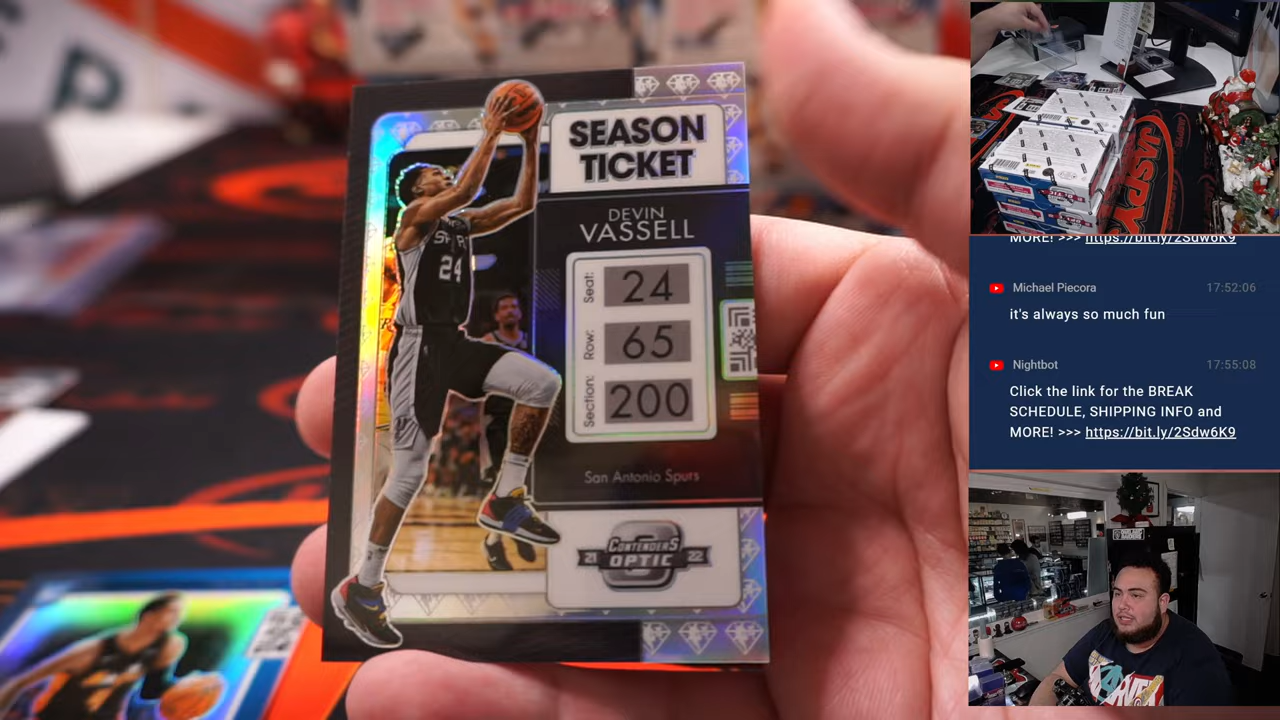 SEASON
TICKET
DEVIN
VASSELL
Seat: 24
Row: 65
Section: 200
San Antonio Spurs
21 CONTENDERS 22
OPTIC
24
JASPY
MORE! >>> https://bit.ly/2Sdw6K9
Michael Piecora 17:52:06
it's always so much fun
Nightbot 17:55:08
Click the link for the BREAK
SCHEDULE, SHIPPING INFO and
MORE! >>> https://bit.ly/2Sdw6K9
MARVEL